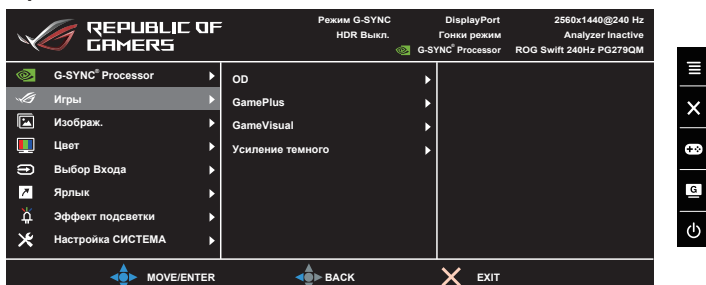 REPUBLIC OF
GAMERS
Режим G-SYNC DisplayPort 2560x1440@240 Hz
HDR Выкл. Гонки режим Analyzer Inactive
G-SYNC® Processor ROG Swift 240Hz PG279QM
G-SYNC® Processor
Игры
Изображ.
Цвет
Выбор Входа
Ярлык
Эффект подсветки
Настройка СИСТЕМА
OD
GamePlus
GameVisual
Усиление темного
MOVE/ENTER BACK EXIT
G